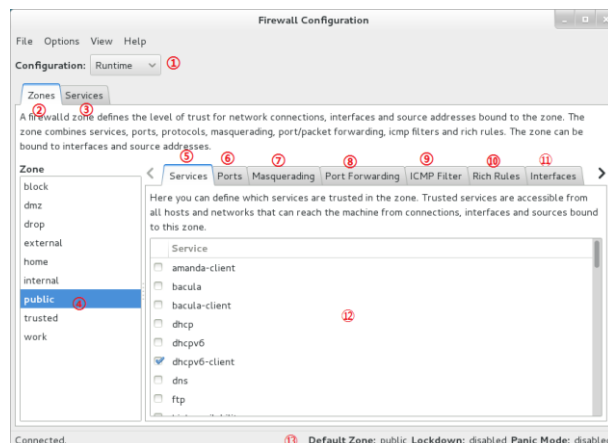 Firewall Configuration
File Options View Help
Configuration: Runtime ①
Zones Services
② ③
A firewalld zone defines the level of trust for network connections, interfaces and source addresses bound to the zone. The
zone combines services, ports, protocols, masquerading, port/packet forwarding, icmp filters and rich rules. The zone can be
bound to interfaces and source addresses.
⑤ ⑥ ⑦ ⑧ ⑨ ⑩ ⑪
Zone
Services Ports Masquerading Port Forwarding ICMP Filter Rich Rules Interfaces
block
dmz
drop
external
home
internal
public ④
trusted
work
Here you can define which services are trusted in the zone. Trusted services are accessible from
all hosts and networks that can reach the machine from connections, interfaces and sources bound
to this zone.
Service
amanda-client
bacula
bacula-client
dhcp
dhcpv6
dhcpv6-client
dns
ftp
⑫
Connected. ⑬ Default Zone: public Lockdown: disabled Panic Mode: disabled